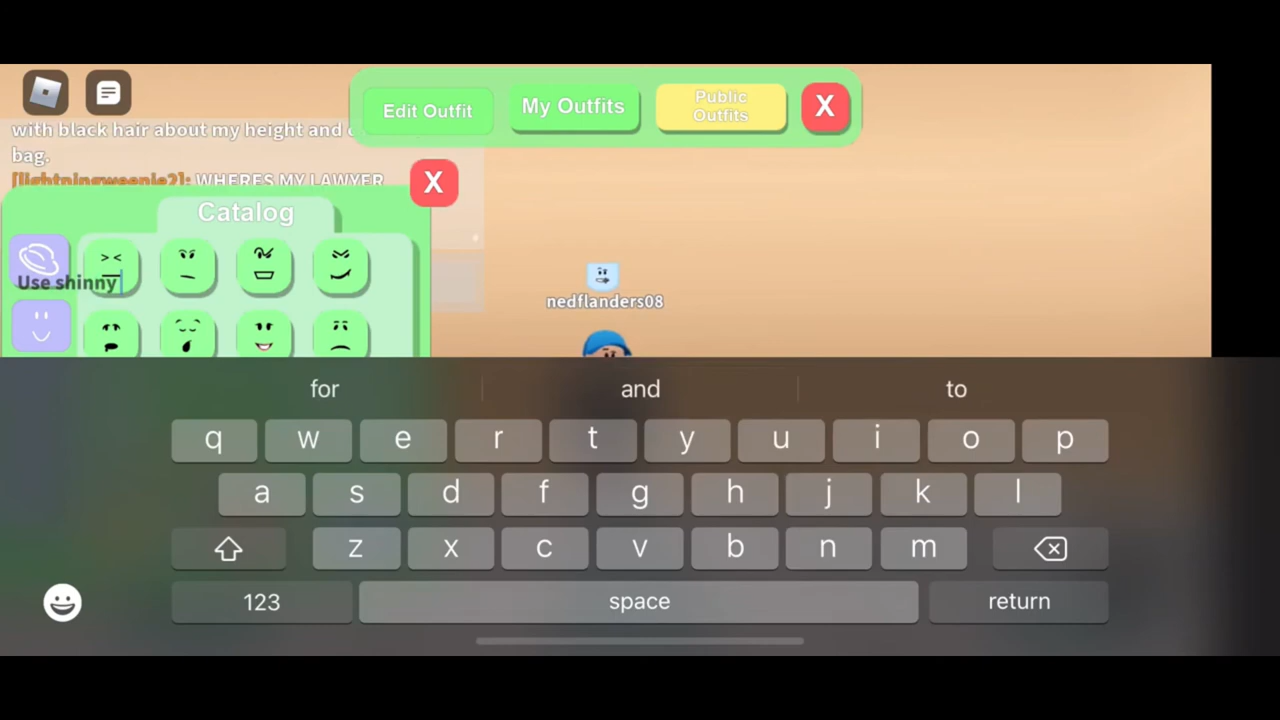 Edit Outfit
My Outfits
Public
Outfits
X
with black hair about my height and
bag.
[lightningweenie2]: WHERES MY LAWYER
X
Catalog
Use shinny
nedflanders08
for and to
q w e r t y u i o p
a s d f g h j k l
z x c v b n m
123 space return